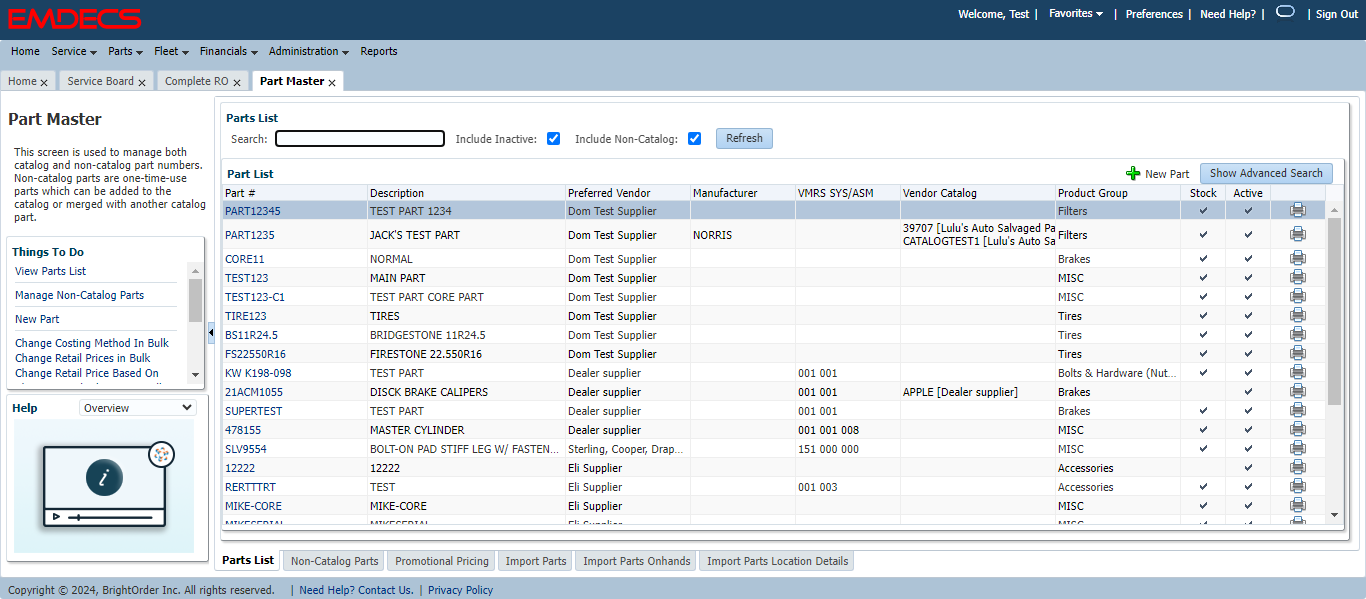 EMDECS
Welcome, Test | Favorites | Preferences | Need Help? | | Sign Out
Home Service Parts Fleet Financials Administration Reports
Home x Service Board x Complete RO x Part Master x
Part Master
This screen is used to manage both
catalog and non-catalog part numbers.
Non-catalog parts are one-time-use
parts which can be added to the
catalog or merged with another catalog
part.
Things To Do
View Parts List
Manage Non-Catalog Parts
New Part
Change Costing Method In Bulk
Change Retail Prices in Bulk
Change Retail Price Based On
Help Overview
i
Parts List
Search: Include Inactive: Include Non-Catalog: Refresh
Part List New Part Show Advanced Search
Part # Description Preferred Vendor Manufacturer VMRS SYS/ASM Vendor Catalog Product Group Stock Active
PART12345 TEST PART 1234 Dom Test Supplier Filters
PART1235 JACK'S TEST PART Dom Test Supplier NORRIS 39707 [Lulu's Auto Salvaged Pa Filters
CATALOGTEST1 [Lulu's Auto Sa
CORE11 NORMAL Dom Test Supplier Brakes
TEST123 MAIN PART Dom Test Supplier MISC
TEST123-C1 TEST PART CORE PART Dom Test Supplier MISC
TIRE123 TIRES Dom Test Supplier Tires
BS11R24.5 BRIDGESTONE 11R24.5 Dom Test Supplier Tires
FS22550R16 FIRESTONE 22.550R16 Dom Test Supplier Tires
KW K198-098 TEST PART Dealer supplier 001 001 Bolts & Hardware (Nut...
21ACM1055 DISCK BRAKE CALIPERS Dealer supplier 001 001 APPLE [Dealer supplier] Brakes
SUPERTEST TEST PART Dealer supplier 001 001 Brakes
478155 MASTER CYLINDER Dealer supplier 001 001 008 MISC
SLV9554 BOLT-ON PAD STIFF LEG W/ FASTEN... Sterling, Cooper, Drap... 151 000 000 MISC
12222 12222 Eli Supplier Accessories
RERTTTRT TEST Eli Supplier 001 003 Accessories
MIKE-CORE MIKE-CORE Eli Supplier MISC
MIKESERIAL MIKESERIAL Eli Supplier MISC
Parts List Non-Catalog Parts Promotional Pricing Import Parts Import Parts Onhands Import Parts Location Details
Copyright © 2024, BrightOrder Inc. All rights reserved. | Need Help? Contact Us. | Privacy Policy